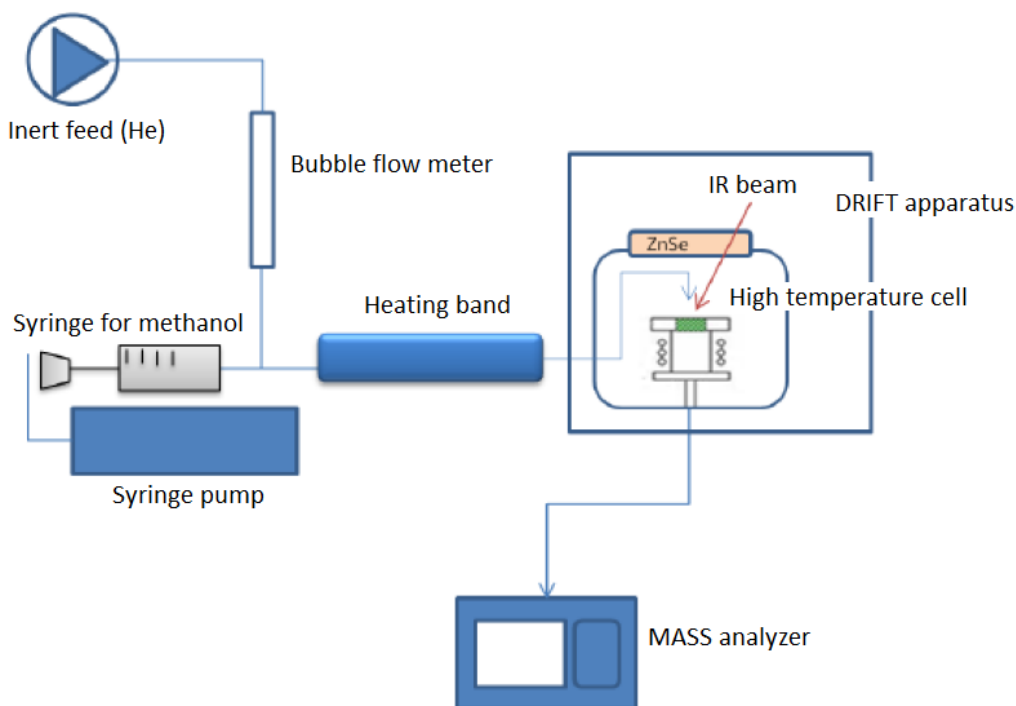 Inert feed (He)
Bubble flow meter
IR beam
DRIFT apparatus
ZnSe
High temperature cell
Heating band
Syringe for methanol
Syringe pump
MASS analyzer